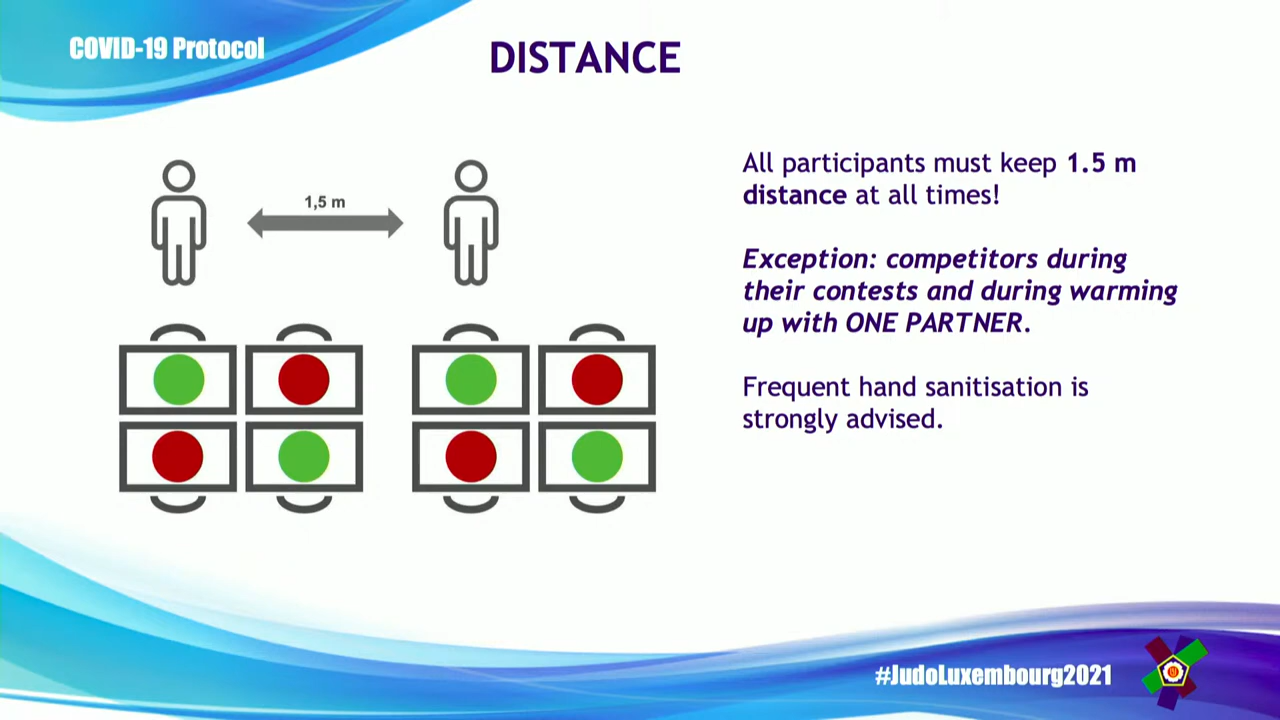 COVID-19 Protocol
DISTANCE
1,5 m
All participants must keep 1.5 m
distance at all times!
Exception: competitors during
their contests and during warming
up with ONE PARTNER.
Frequent hand sanitisation is
strongly advised.
#JudoLuxembourg2021